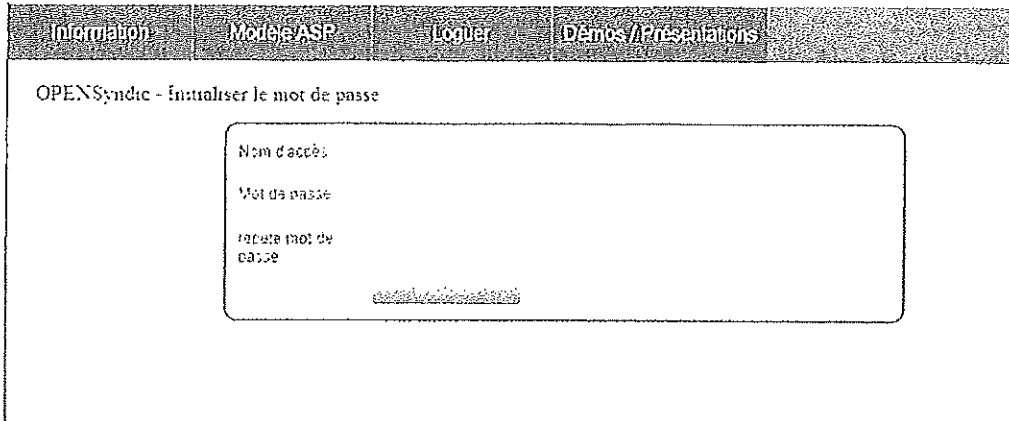 Information Modèle ASP Loguer Démos / Présentations
OPENSyndic - Initialiser le mot de passe
Nom d'accès
Mot de passe
repete mot de
passe